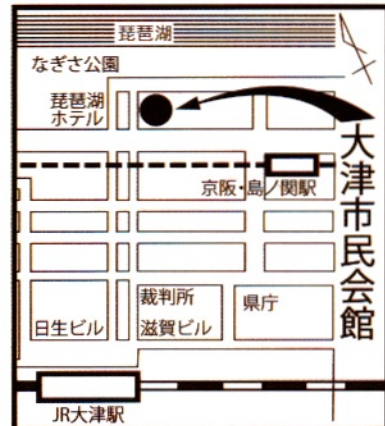 琵琶湖
なぎさ公園
琵琶湖
ホテル
大津市民会館
京阪・島ノ関駅
裁判所
滋賀ビル
県庁
日生ビル
JR大津駅